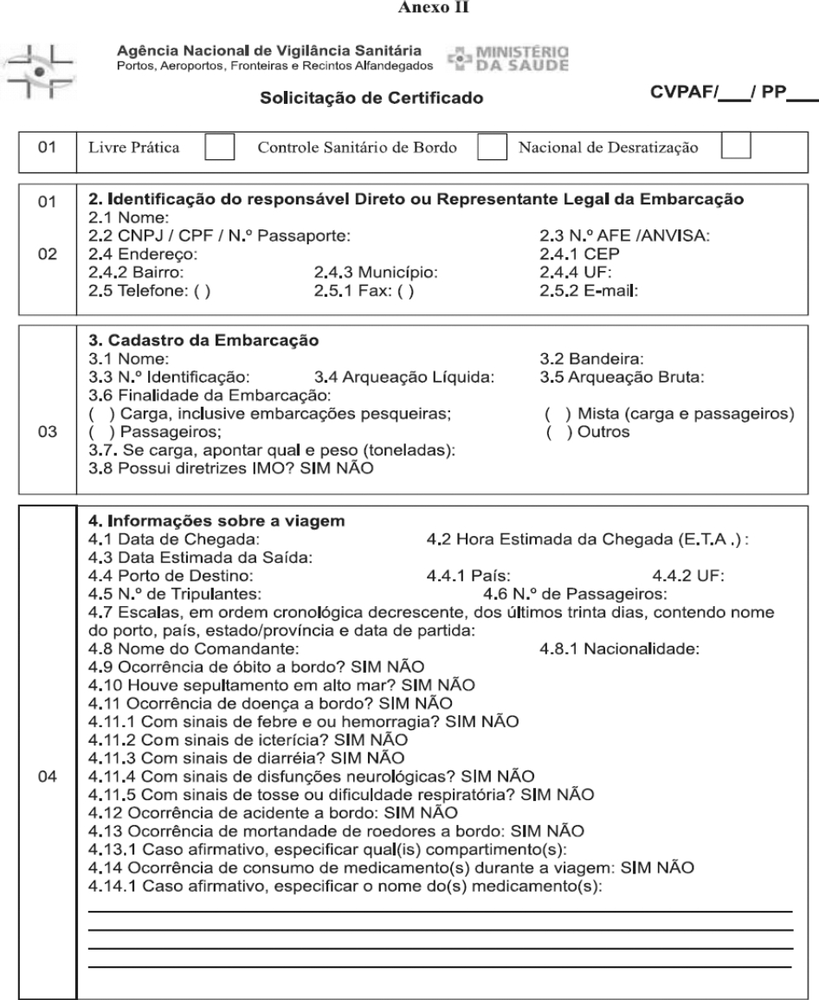 Anexo II
Agência Nacional de Vigilância Sanitária
Portos, Aeroportos, Fronteiras e Recintos Alfandegados
MINISTÉRIO
DA SAÚDE
Solicitação de Certificado
CVPAF/___/ PP___
01 Livre Prática Controle Sanitário de Bordo Nacional de Desratização
01 2. Identificação do responsável Direto ou Representante Legal da Embarcação
2.1 Nome:
2.2 CNPJ / CPF / N.º Passaporte: 2.3 N.º AFE /ANVISA:
02 2.4 Endereço: 2.4.1 CEP
2.4.2 Bairro: 2.4.3 Município: 2.4.4 UF:
2.5 Telefone: ( ) 2.5.1 Fax: ( ) 2.5.2 E-mail:
3. Cadastro da Embarcação
3.1 Nome: 3.2 Bandeira:
3.3 N.º Identificação: 3.4 Arqueação Líquida: 3.5 Arqueação Bruta:
3.6 Finalidade da Embarcação:
( ) Carga, inclusive embarcações pesqueiras; ( ) Mista (carga e passageiros)
03 ( ) Passageiros; ( ) Outros
3.7. Se carga, apontar qual e peso (toneladas):
3.8 Possui diretrizes IMO? SIM NÃO
4. Informações sobre a viagem
4.1 Data de Chegada: 4.2 Hora Estimada da Chegada (E.T.A .) :
4.3 Data Estimada da Saída:
4.4 Porto de Destino: 4.4.1 País: 4.4.2 UF:
4.5 N.º de Tripulantes: 4.6 N.º de Passageiros:
4.7 Escalas, em ordem cronológica decrescente, dos últimos trinta dias, contendo nome
do porto, país, estado/província e data de partida:
4.8 Nome do Comandante: 4.8.1 Nacionalidade:
4.9 Ocorrência de óbito a bordo? SIM NÃO
4.10 Houve sepultamento em alto mar? SIM NÃO
4.11 Ocorrência de doença a bordo? SIM NÃO
4.11.1 Com sinais de febre e ou hemorragia? SIM NÃO
4.11.2 Com sinais de icterícia? SIM NÃO
4.11.3 Com sinais de diarréia? SIM NÃO
04 4.11.4 Com sinais de disfunções neurológicas? SIM NÃO
4.11.5 Com sinais de tosse ou dificuldade respiratória? SIM NÃO
4.12 Ocorrência de acidente a bordo: SIM NÃO
4.13 Ocorrência de mortandade de roedores a bordo: SIM NÃO
4.13.1 Caso afirmativo, especificar qual(is) compartimento(s):
4.14 Ocorrência de consumo de medicamento(s) durante a viagem: SIM NÃO
4.14.1 Caso afirmativo, especificar o nome do(s) medicamento(s):